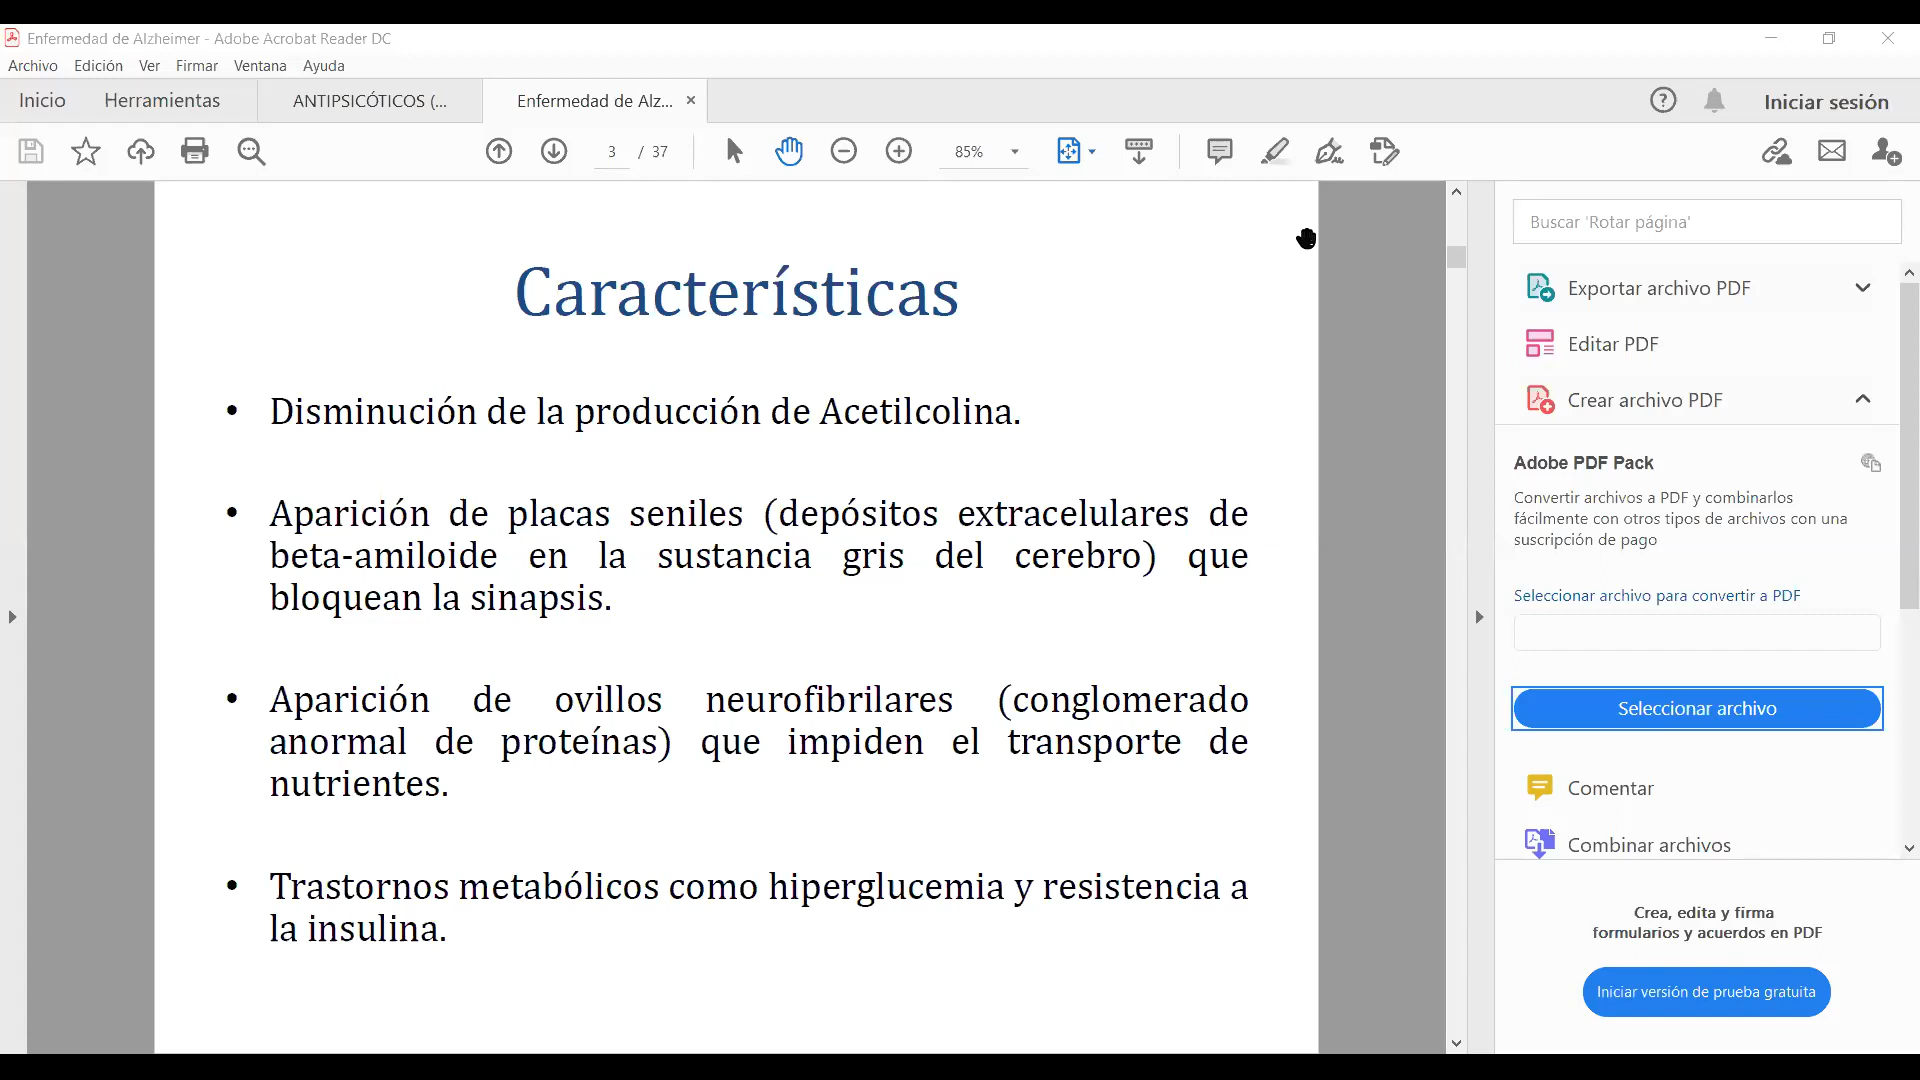 Enfermedad de Alzheimer - Adobe Acrobat Reader DC
Archivo Edición Ver Firmar Ventana Ayuda
Inicio Herramientas ANTIPSICÓTICOS (... Enfermedad de Alz... × Iniciar sesión
3 / 37 85%
Características
• Disminución de la producción de Acetilcolina.
• Aparición de placas seniles (depósitos extracelulares de
beta-amiloide en la sustancia gris del cerebro) que
bloquean la sinapsis.
• Aparición de ovillos neurofibrilares (conglomerado
anormal de proteínas) que impiden el transporte de
nutrientes.
• Trastornos metabólicos como hiperglucemia y resistencia a
la insulina.
Buscar 'Rotar página'
Exportar archivo PDF
Editar PDF
Crear archivo PDF
Adobe PDF Pack
Convertir archivos a PDF y combinarlos
fácilmente con otros tipos de archivos con una
suscripción de pago
Seleccionar archivo para convertir a PDF
Seleccionar archivo
Comentar
Combinar archivos
Crea, edita y firma
formularios y acuerdos en PDF
Iniciar versión de prueba gratuita